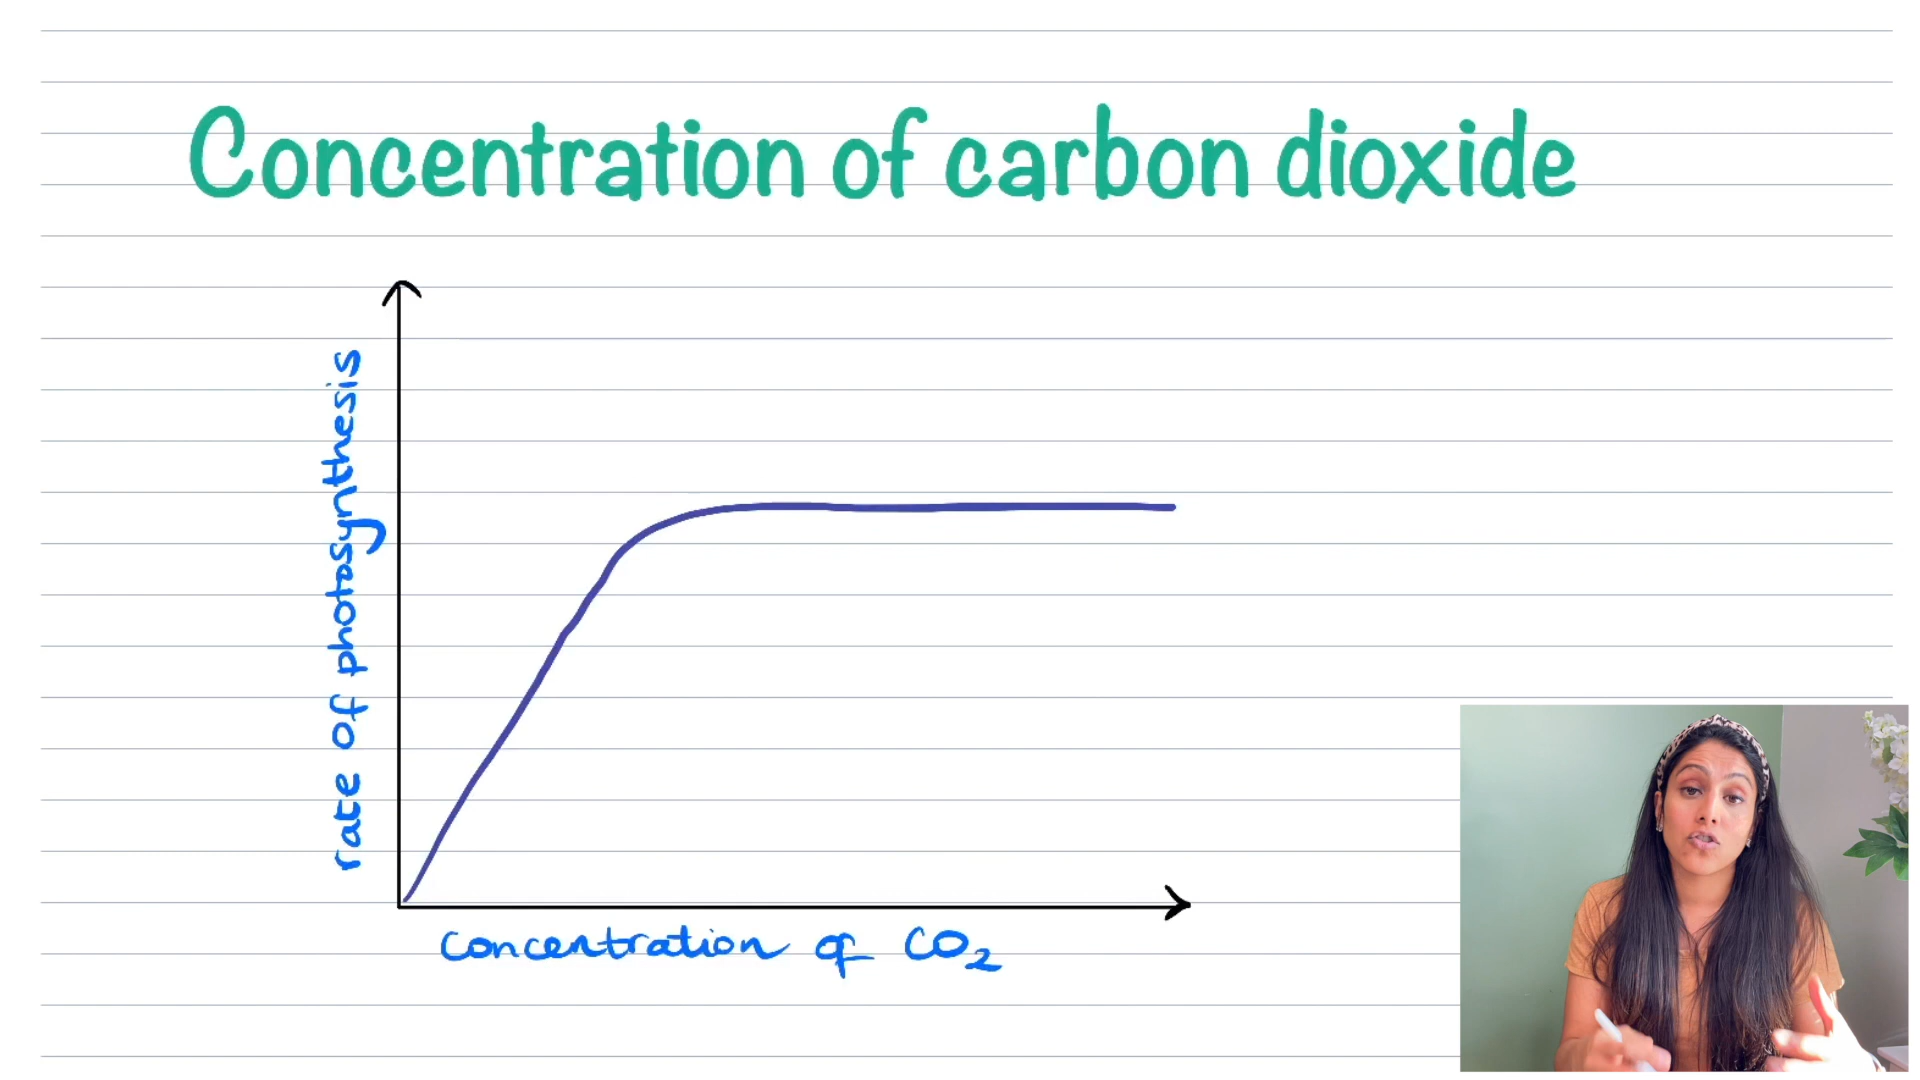 Concentration of carbon dioxide
rate of photosynthesis
concentration of CO₂